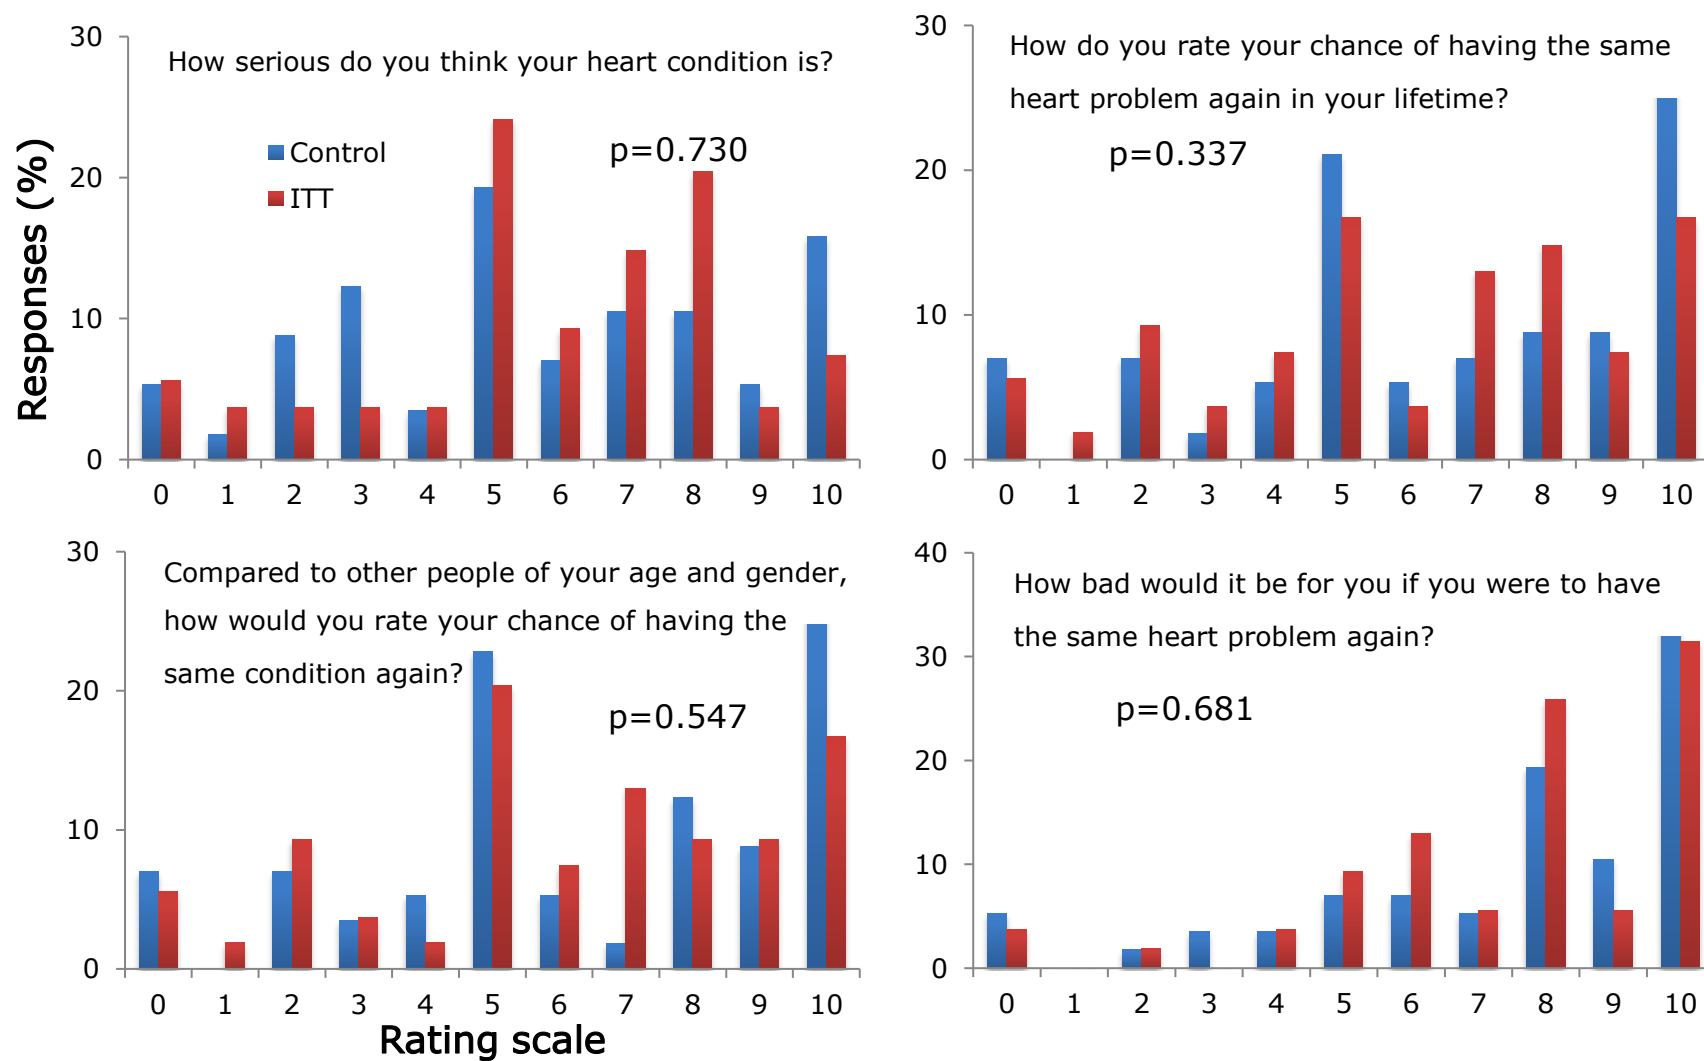 How serious do you think your heart condition is?
Control
ITT
p=0.730
Responses (%)
30
20
10
0
0 1 2 3 4 5 6 7 8 9 10
How do you rate your chance of having the same
heart problem again in your lifetime?
p=0.337
30
20
10
0
0 1 2 3 4 5 6 7 8 9 10
Compared to other people of your age and gender,
how would you rate your chance of having the
same condition again?
p=0.547
30
20
10
0
0 1 2 3 4 5 6 7 8 9 10
Rating scale
How bad would it be for you if you were to have
the same heart problem again?
p=0.681
40
30
20
10
0
0 1 2 3 4 5 6 7 8 9 10